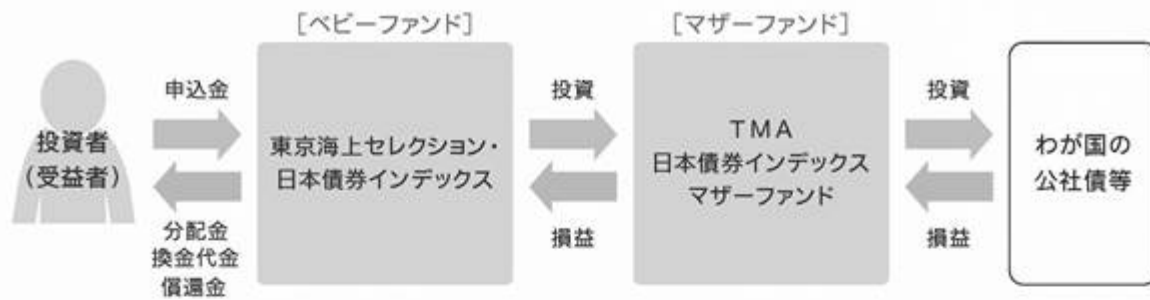 [ベビーファンド]
[マザーファンド]
投資者
(受益者)
申込金
分配金
換金代金
償還金
東京海上セレクション・
日本債券インデックス
投資
損益
TMA
日本債券インデックス
マザーファンド
投資
損益
わが国の
公社債等